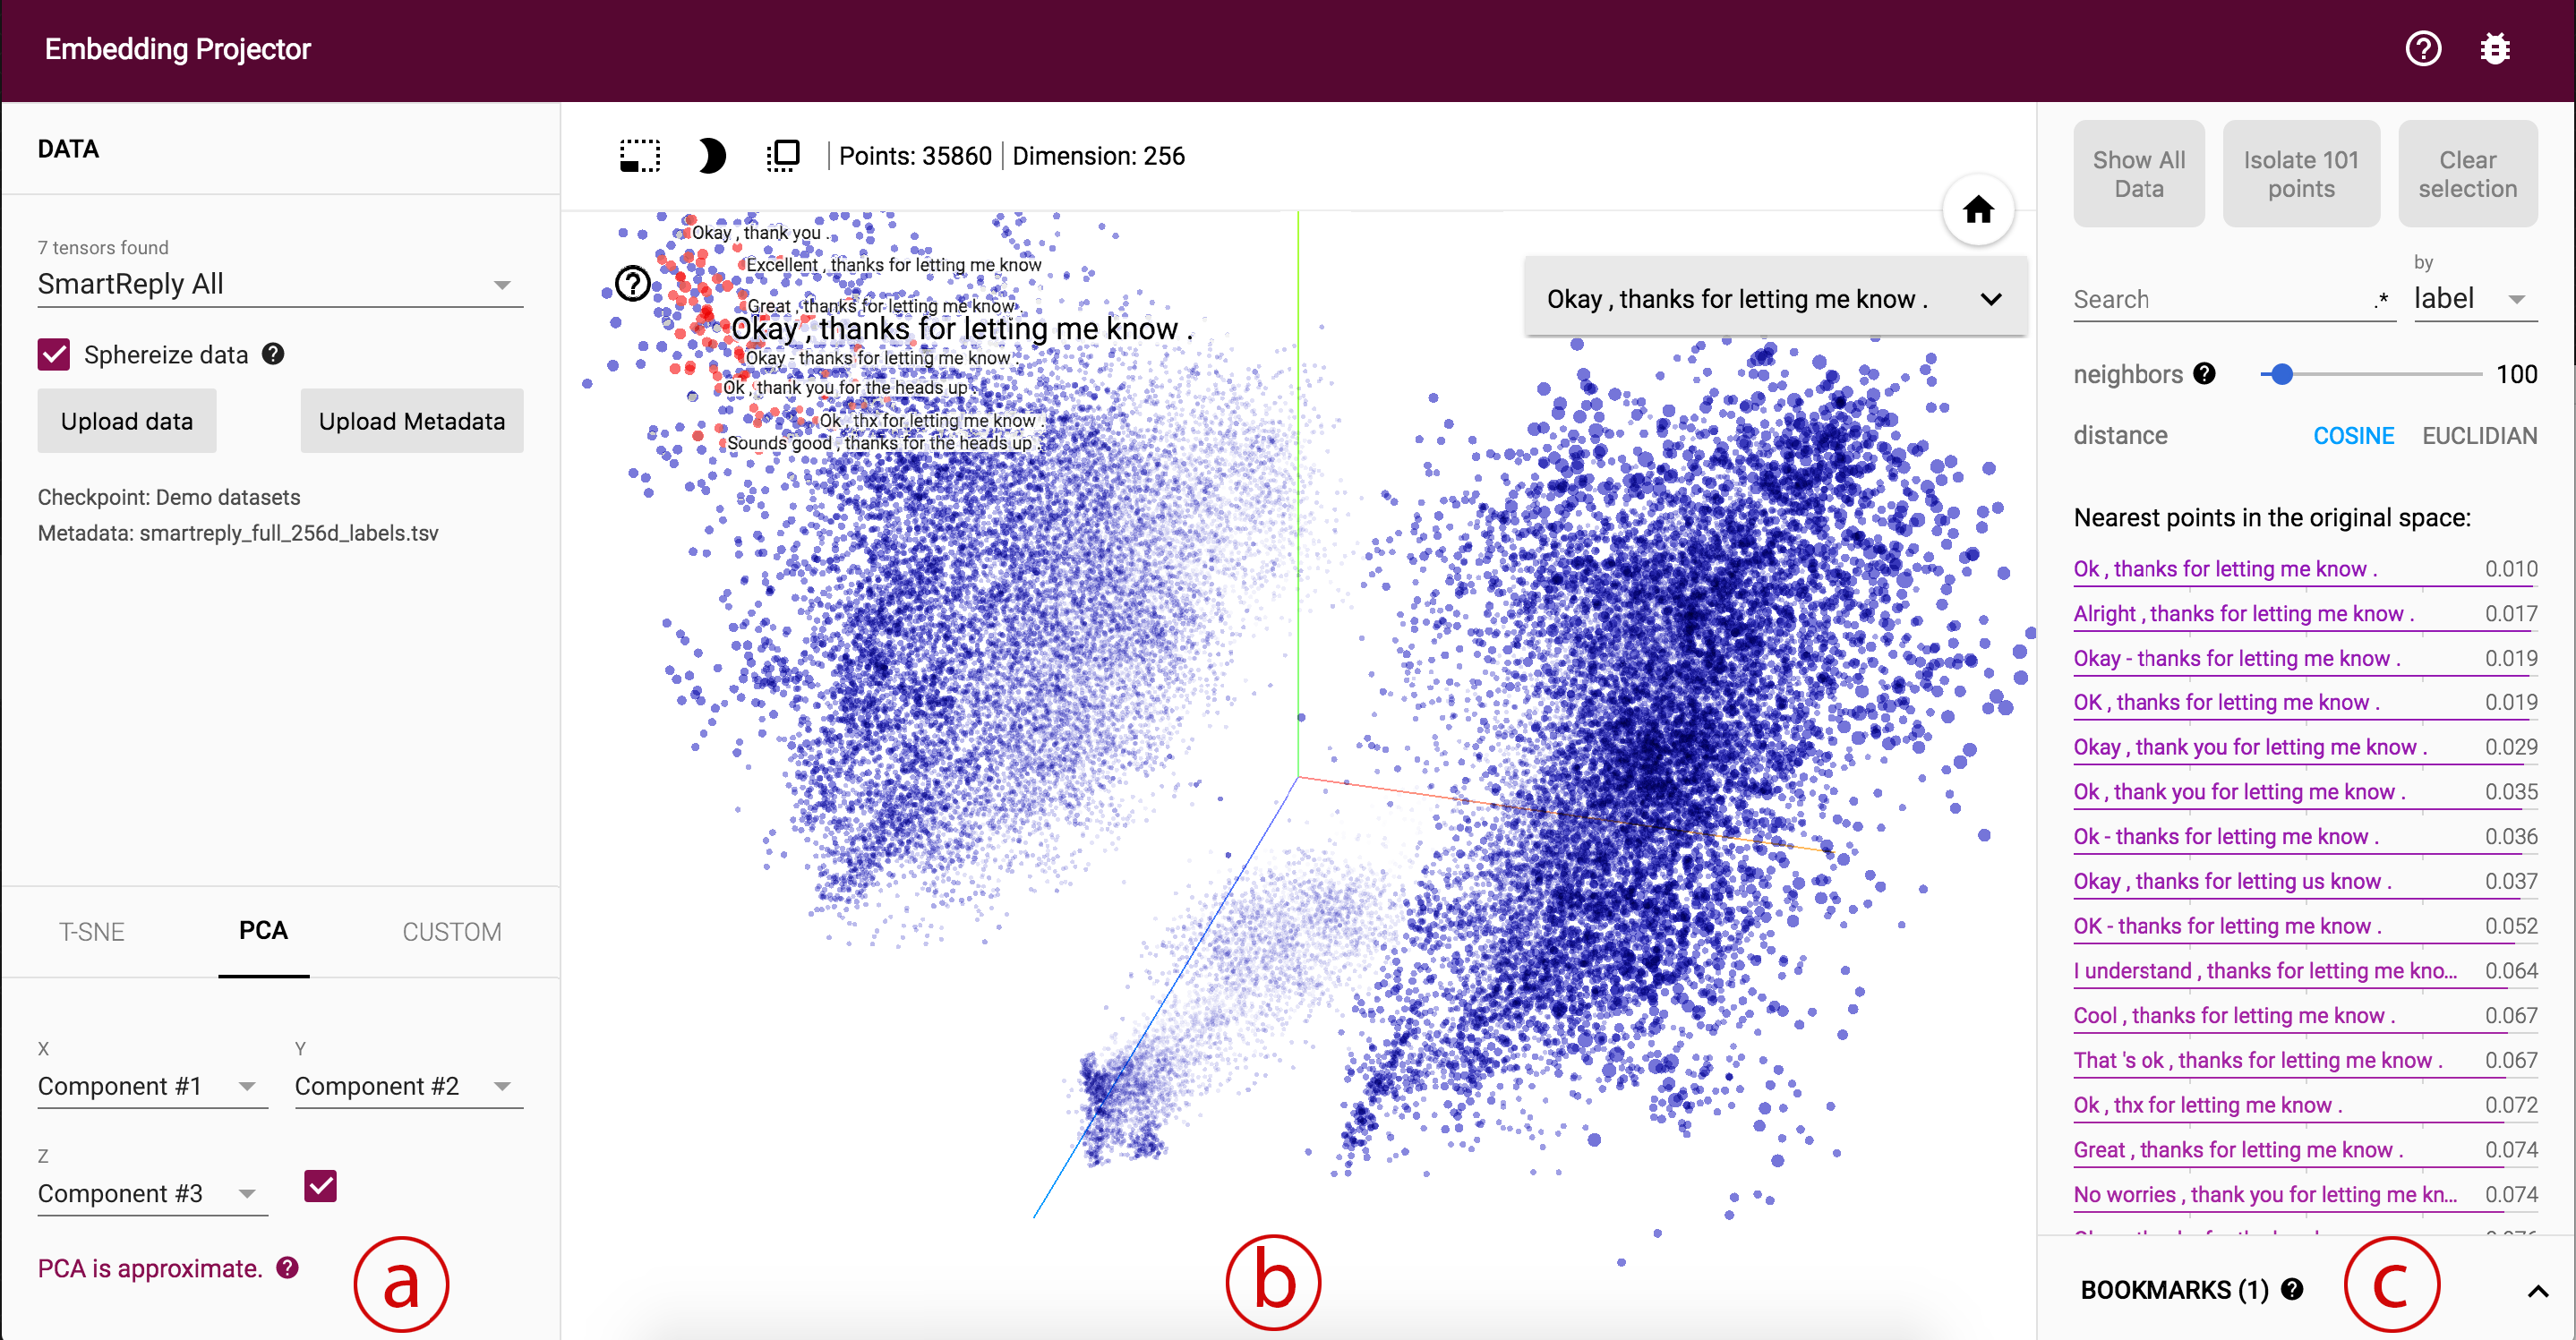 Embedding Projector
DATA
7 tensors found
SmartReply All
Sphereize data
Upload data
Upload Metadata
Checkpoint: Demo datasets
Metadata: smartreply_full_256d_labels.tsv
T-SNE
PCA
CUSTOM
X
Component #1
Y
Component #2
Z
Component #3
PCA is approximate.
a
Points: 35860
Dimension: 256
Okay , thank you .
Excellent , thanks for letting me know
Great , thanks for letting me know .
Okay , thanks for letting me know .
Okay - thanks for letting me know .
Ok , thank you for the heads up .
Ok , thx for letting me know .
Sounds good , thanks for the heads up .
Okay , thanks for letting me know .
b
Show All Data
Isolate 101 points
Clear selection
Search
.*
by
label
neighbors
100
distance
COSINE
EUCLIDIAN
Nearest points in the original space:
Ok , thanks for letting me know . 0.010
Alright , thanks for letting me know . 0.017
Okay - thanks for letting me know . 0.019
OK , thanks for letting me know . 0.019
Okay , thank you for letting me know . 0.029
Ok , thank you for letting me know . 0.035
Ok - thanks for letting me know . 0.036
Okay , thanks for letting us know . 0.037
OK - thanks for letting me know . 0.052
I understand , thanks for letting me kno... 0.064
Cool , thanks for letting me know . 0.067
That 's ok , thanks for letting me know . 0.067
Ok , thx for letting me know . 0.072
Great , thanks for letting me know . 0.074
No worries , thank you for letting me kn... 0.074
BOOKMARKS (1)
c